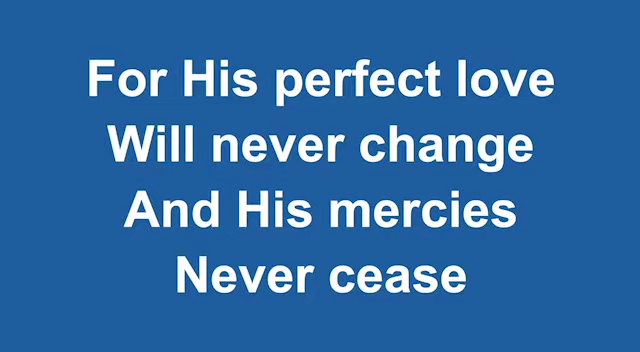 For His perfect love
Will never change
And His mercies
Never cease